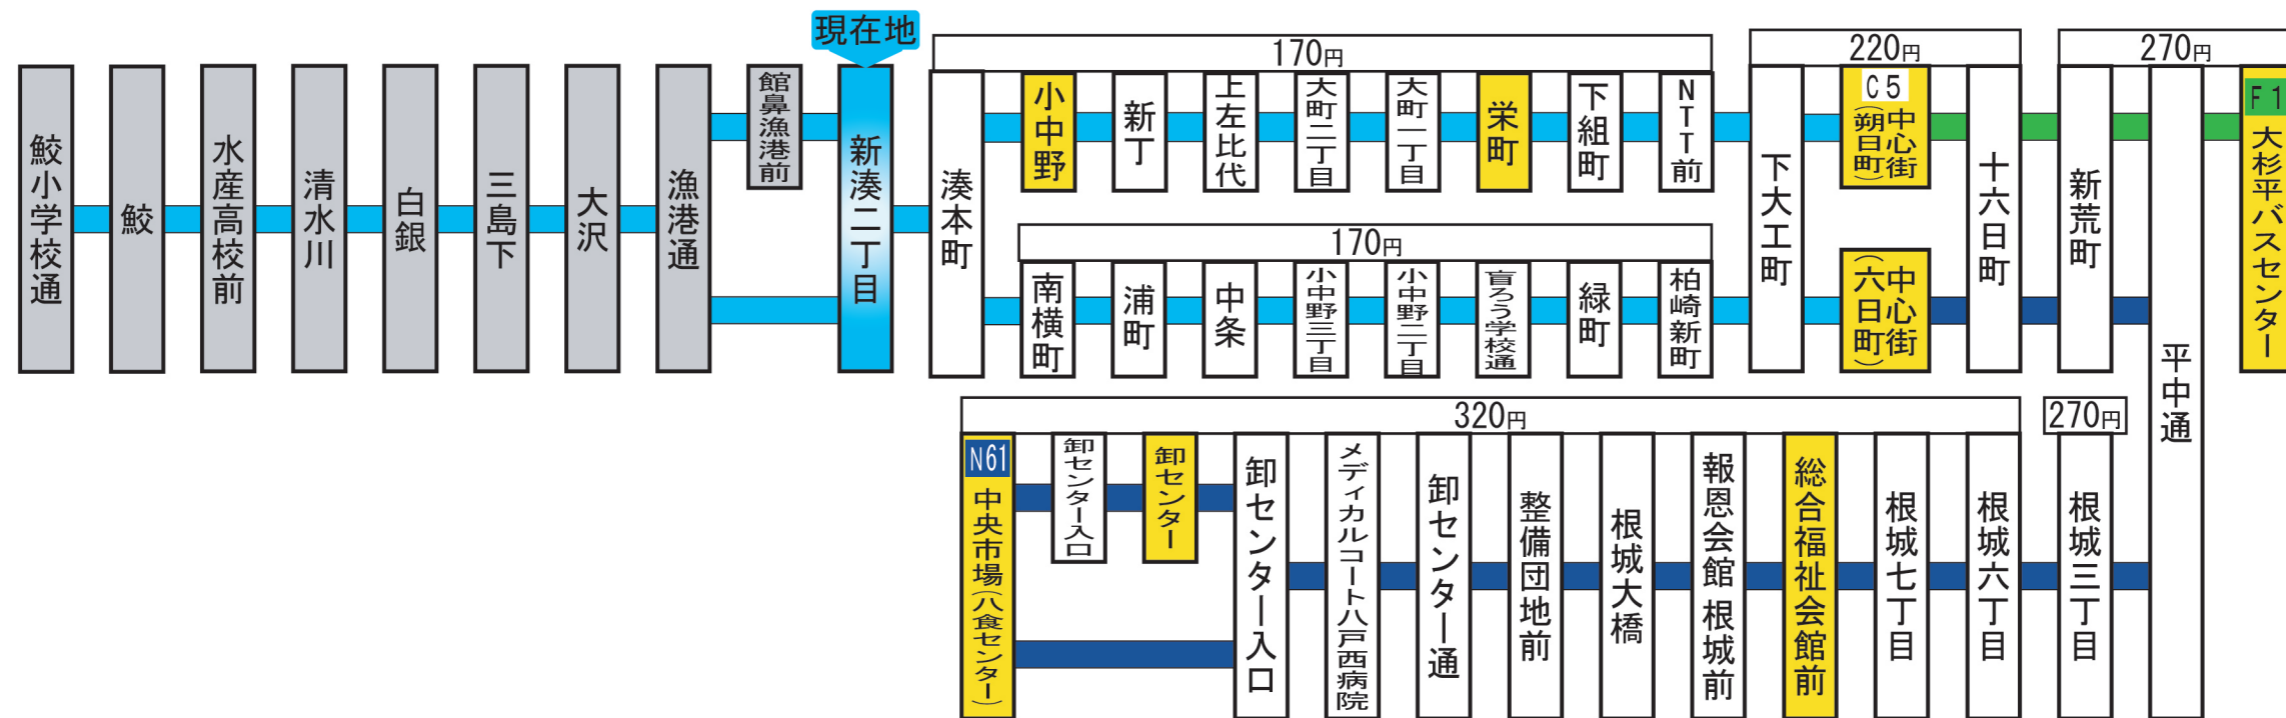 現在地
鮫小学校通
鮫
水産高校前
清水川
白銀
三島下
大沢
漁港通
館鼻漁港前
新湊二丁目
湊本町
170円
小中野
新丁
上左比代
大町二丁目
大町一丁目
栄町
下組町
NTT前
170円
南横町
浦町
中条
小中野三丁目
小中野二丁目
盲ろう学校通
緑町
柏崎新町
220円
下大工町
C5
中心街
(朔日町)
中心街
(六日町)
十六日町
270円
新荒町
平中通
F1
大杉平バスセンター
320円
N61
中央市場(八食センター)
卸センター入口
卸センター
卸センター入口
メディカルコート八戸西病院
卸センター通
整備団地前
根城大橋
報恩会館 根城前
総合福祉会館前
根城七丁目
根城六丁目
270円
根城三丁目